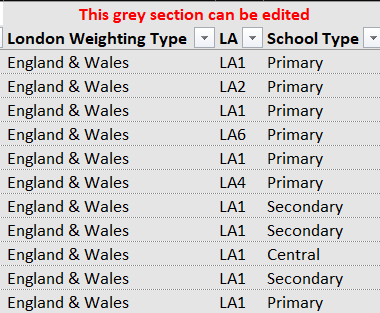 This grey section can be edited
London Weighting Type LA School Type
England & Wales LA1 Primary
England & Wales LA2 Primary
England & Wales LA1 Primary
England & Wales LA6 Primary
England & Wales LA1 Primary
England & Wales LA4 Primary
England & Wales LA1 Secondary
England & Wales LA1 Secondary
England & Wales LA1 Central
England & Wales LA1 Secondary
England & Wales LA1 Primary